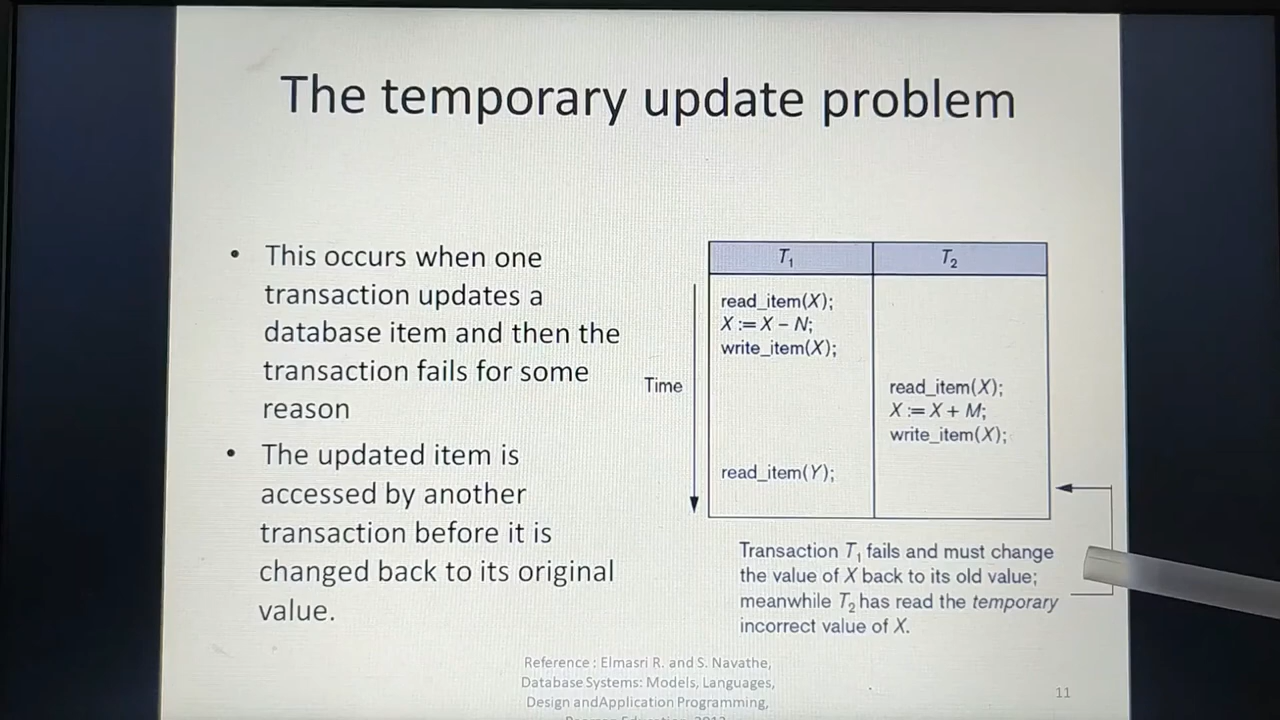 The temporary update problem
• This occurs when one
transaction updates a
database item and then the
transaction fails for some
reason
• The updated item is
accessed by another
transaction before it is
changed back to its original
value.
T1
T2
Time
read_item(X);
X := X – N;
write_item(X);
read_item(X);
X := X + M;
write_item(X);
read_item(Y);
Transaction T1 fails and must change
the value of X back to its old value;
meanwhile T2 has read the temporary
incorrect value of X.
Reference : Elmasri R. and S. Navathe,
Database Systems: Models, Languages,
Design andApplication Programming,
11